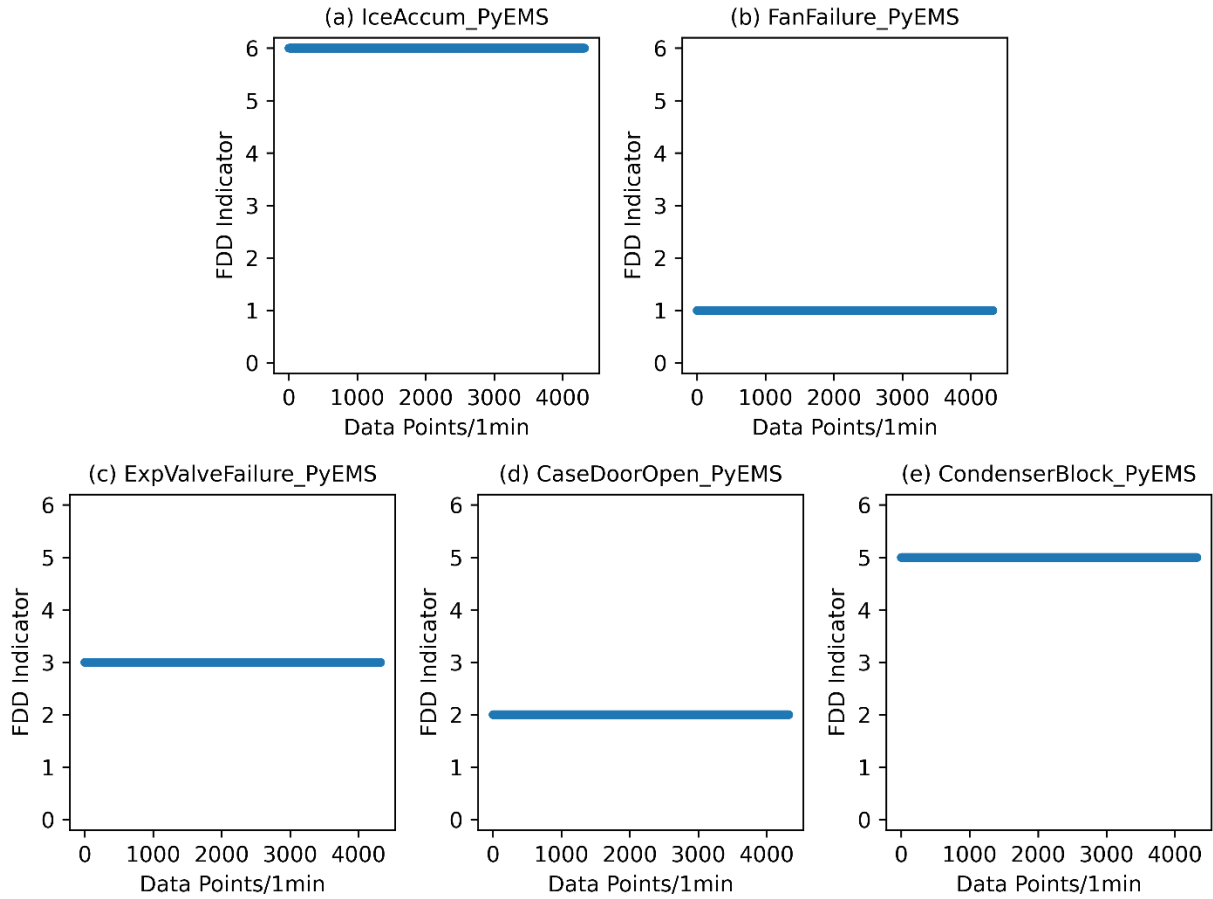 (a) IceAccum_PyEMS
6
5
4
3
2
1
0
FDD Indicator
0 1000 2000 3000 4000
Data Points/1min
(b) FanFailure_PyEMS
6
5
4
3
2
1
0
FDD Indicator
0 1000 2000 3000 4000
Data Points/1min
(c) ExpValveFailure_PyEMS
6
5
4
3
2
1
0
FDD Indicator
0 1000 2000 3000 4000
Data Points/1min
(d) CaseDoorOpen_PyEMS
6
5
4
3
2
1
0
FDD Indicator
0 1000 2000 3000 4000
Data Points/1min
(e) CondenserBlock_PyEMS
6
5
4
3
2
1
0
FDD Indicator
0 1000 2000 3000 4000
Data Points/1min